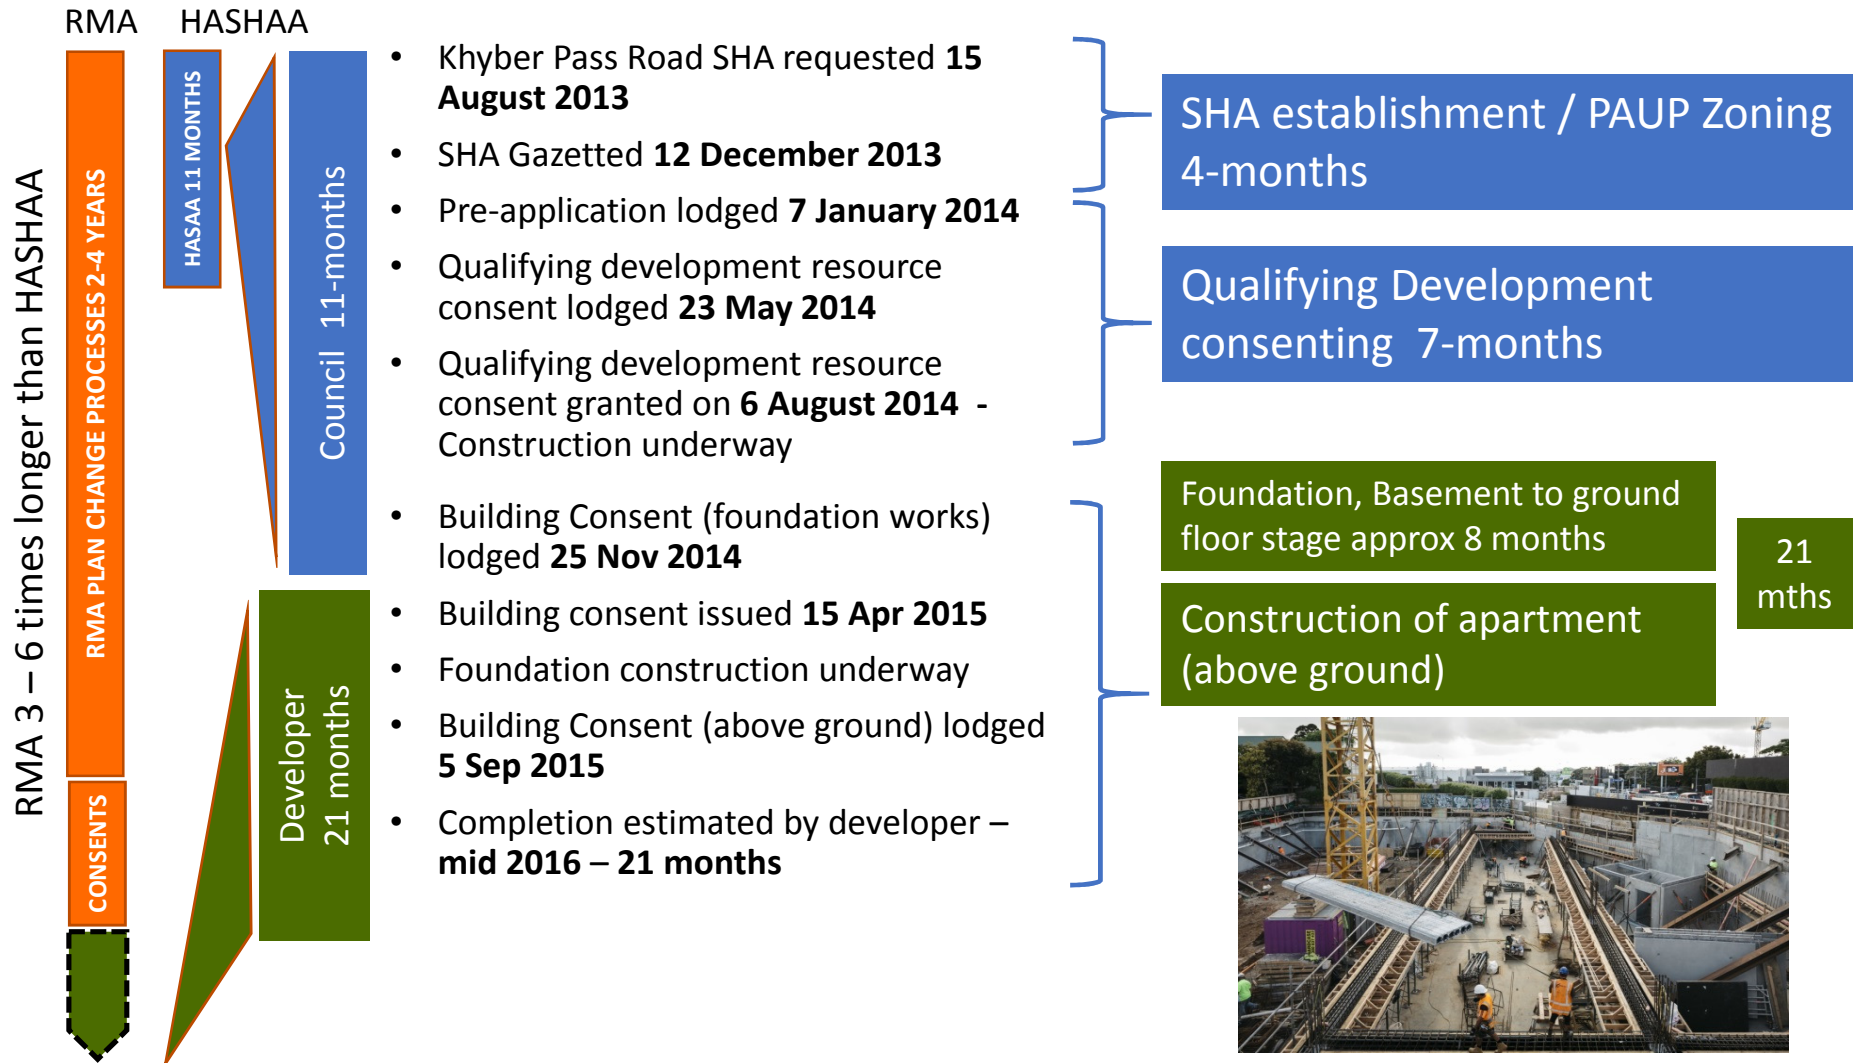 RMA
HASHAA
RMA 3 – 6 times longer than HASHAA
RMA PLAN CHANGE PROCESSES 2-4 YEARS
CONSENTS
HASAA 11 MONTHS
Council 11-months
Developer
21 months
• Khyber Pass Road SHA requested 15
August 2013
• SHA Gazetted 12 December 2013
• Pre-application lodged 7 January 2014
• Qualifying development resource
consent lodged 23 May 2014
• Qualifying development resource
consent granted on 6 August 2014 -
Construction underway
• Building Consent (foundation works)
lodged 25 Nov 2014
• Building consent issued 15 Apr 2015
• Foundation construction underway
• Building Consent (above ground) lodged
5 Sep 2015
• Completion estimated by developer –
mid 2016 – 21 months
SHA establishment / PAUP Zoning
4-months
Qualifying Development
consenting 7-months
Foundation, Basement to ground
floor stage approx 8 months
Construction of apartment
(above ground)
21
mths